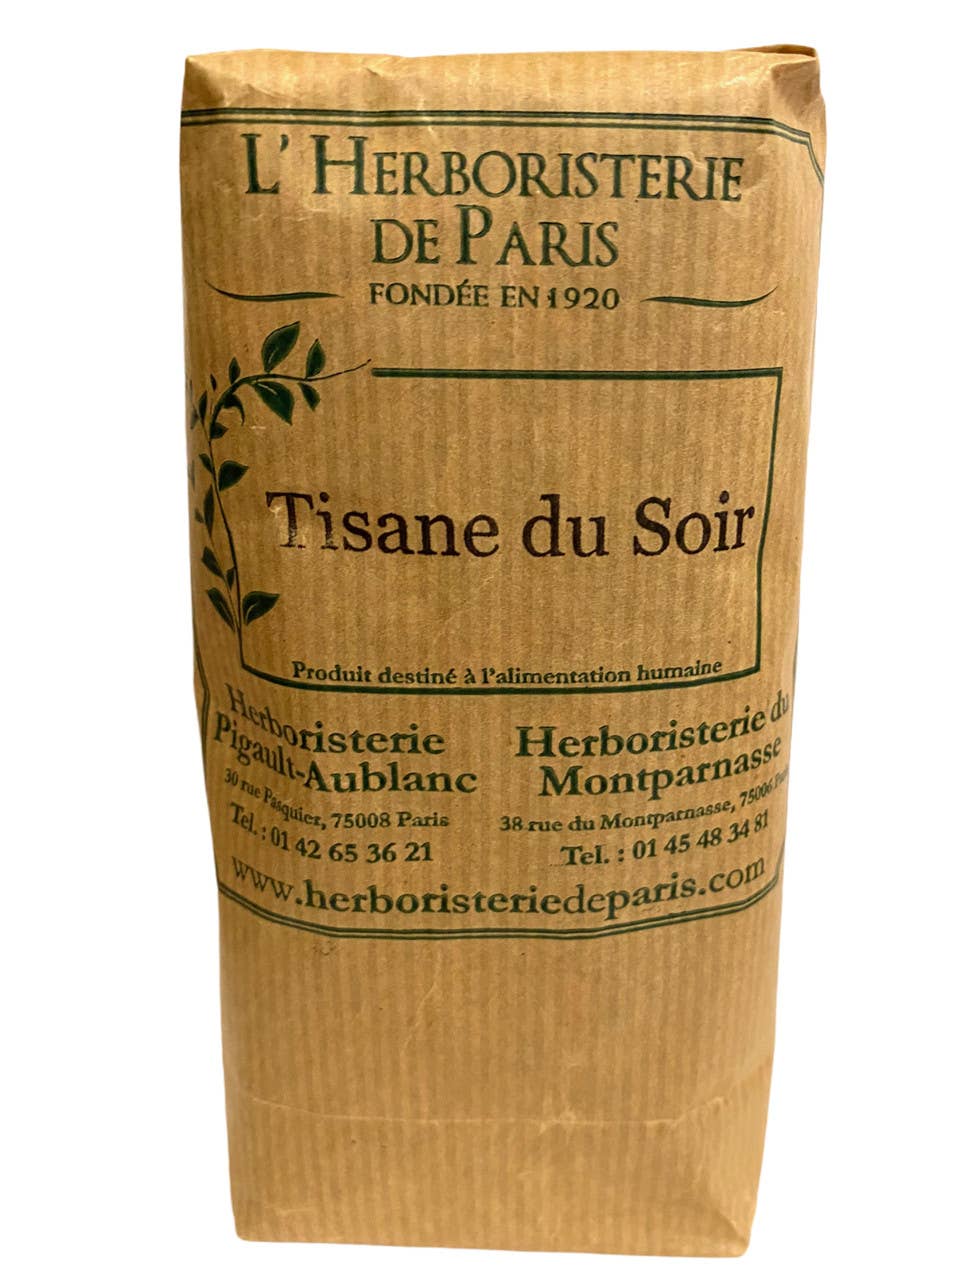 L' HERBORISTERIE
DE PARIS
FONDÉE EN 1920
Tisane du Soir
Produit destiné à l'alimentation humaine
Herboristerie
Pigault-Aublanc
30 rue Pasquier, 75008 Paris
Tel. : 01 42 65 36 21
Herboristerie du
Montparnasse
38 rue du Montparnasse, 75006 Paris
Tel. : 01 45 48 34 81
www.herboristeriedeparis.com